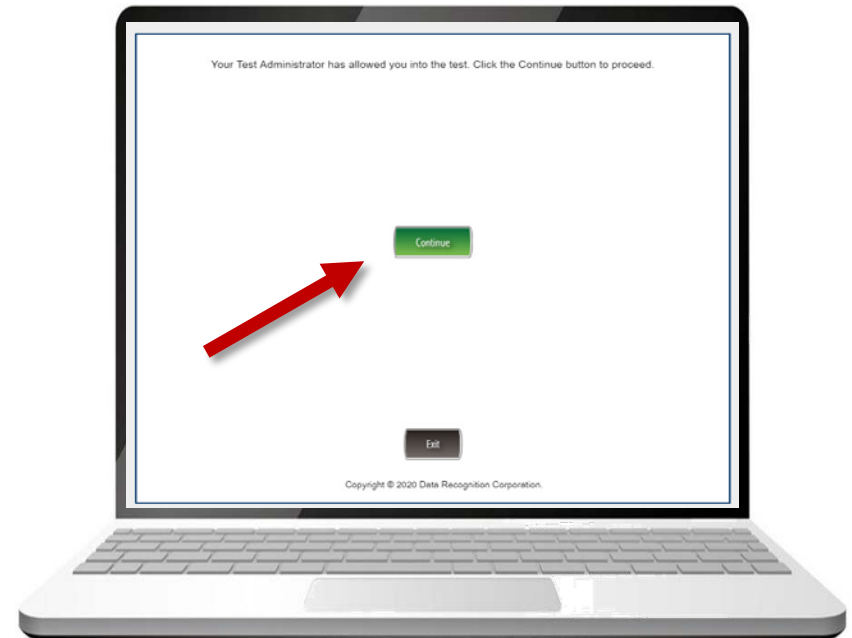 Your Test Administrator has allowed you into the test. Click the Continue button to proceed.
Continue
Exit
Copyright © 2020 Data Recognition Corporation.